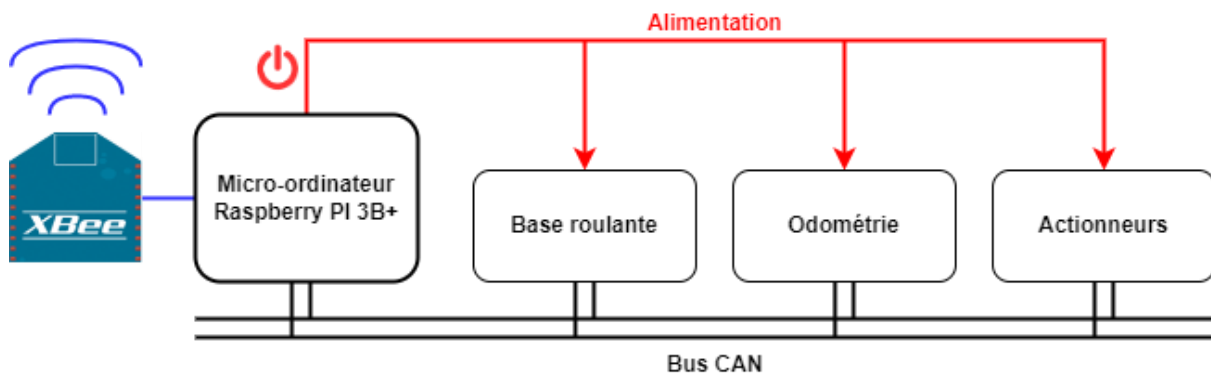 Alimentation
XBee
Micro-ordinateur
Raspberry PI 3B+
Base roulante
Odométrie
Actionneurs
Bus CAN